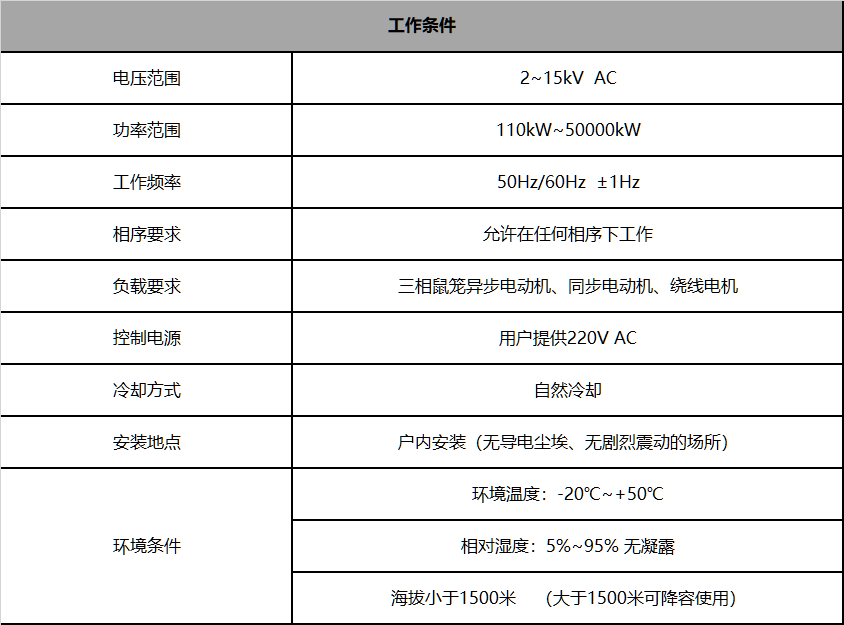 工作条件
电压范围 2~15kV AC
功率范围 110kW~50000kW
工作频率 50Hz/60Hz ±1Hz
相序要求 允许在任何相序下工作
负载要求 三相鼠笼异步电动机、同步电动机、绕线电机
控制电源 用户提供220V AC
冷却方式 自然冷却
安装地点 户内安装（无导电尘埃、无剧烈震动的场所）
环境条件
环境温度：-20℃~+50℃
相对湿度：5%~95% 无凝露
海拔小于1500米 （大于1500米可降容使用）